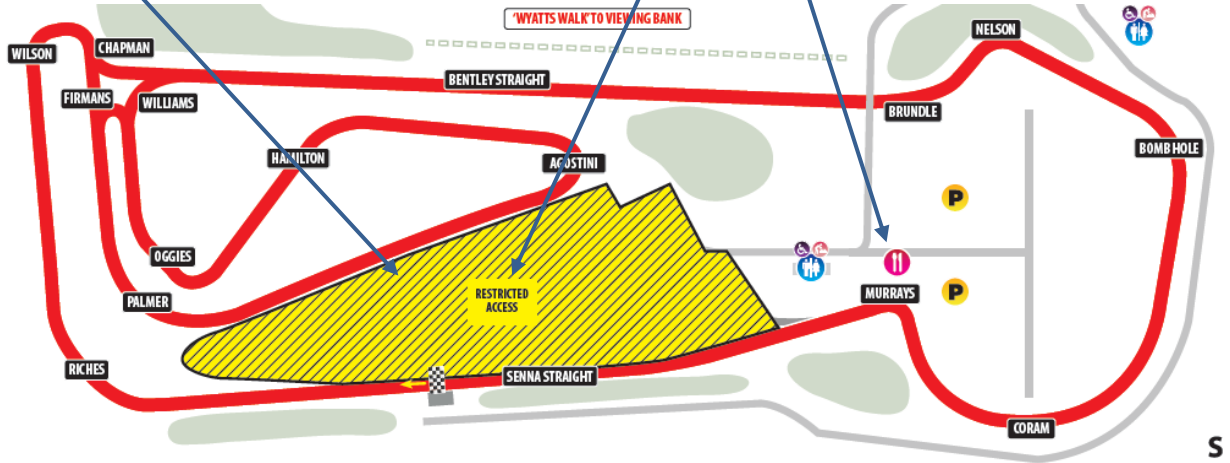 'WYATTS WALK' TO VIEWING BANK
NELSON
WILSON
CHAPMAN
BENTLEY STRAIGHT
FIRMANS
WILLIAMS
BRUNDLE
BOMB HOLE
HAMILTON
AGOSTINI
P
OGGIES
RESTRICTED
ACCESS
MURRAYS
P
PALMER
RICHES
SENNA STRAIGHT
CORAM
S